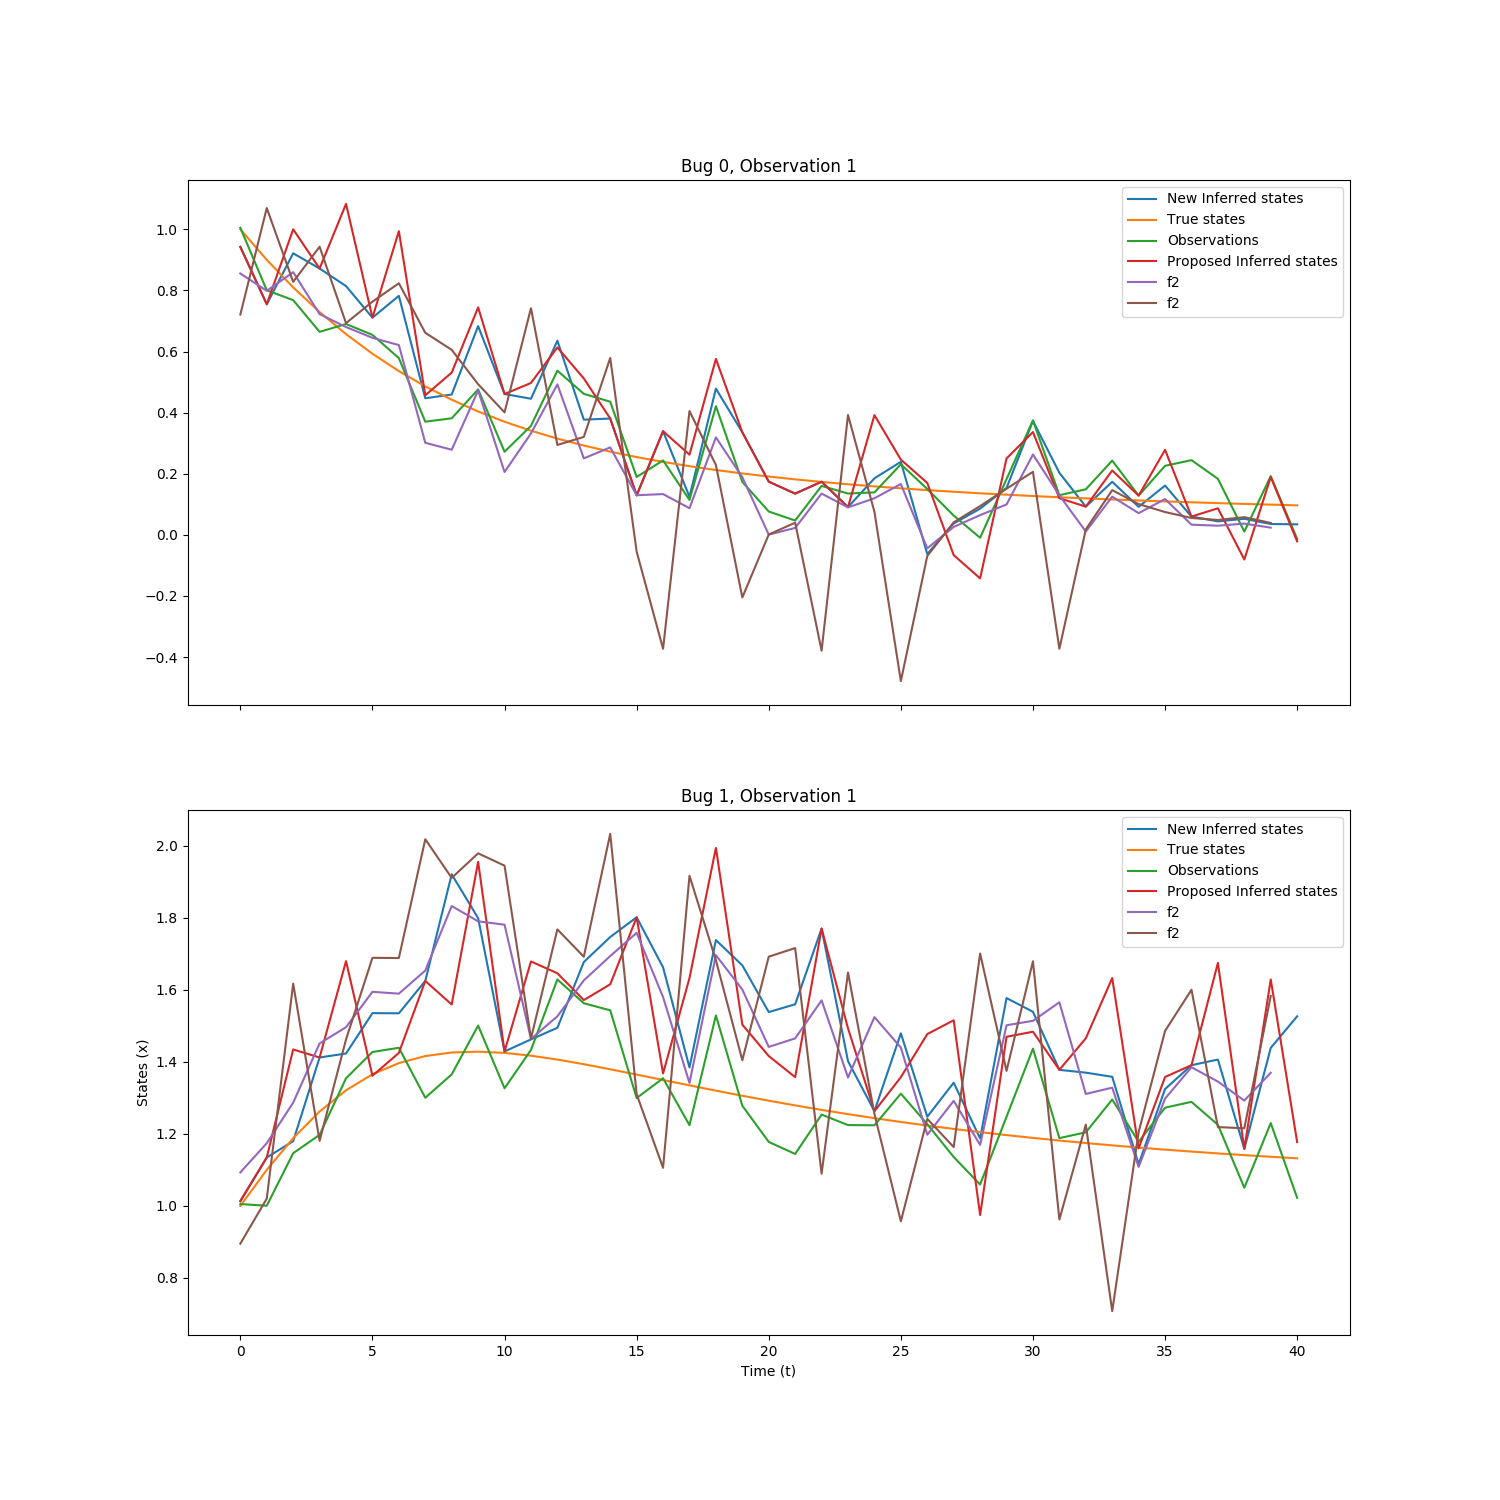 Bug 0, Observation 1
1.0
0.8
0.6
0.4
0.2
0.0
−0.2
−0.4
New Inferred states
True states
Observations
Proposed Inferred states
f2
f2
Bug 1, Observation 1
States (x)
2.0
1.8
1.6
1.4
1.2
1.0
0.8
New Inferred states
True states
Observations
Proposed Inferred states
f2
f2
0 5 10 15 20 25 30 35 40
Time (t)